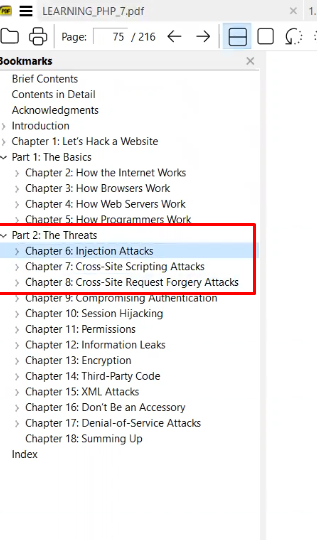 PDF LEARNING_PHP_7.pdf × 1.
Page: 75 / 216
Bookmarks
Brief Contents
Contents in Detail
Acknowledgments
Introduction
Chapter 1: Let's Hack a Website
Part 1: The Basics
Chapter 2: How the Internet Works
Chapter 3: How Browsers Work
Chapter 4: How Web Servers Work
Chapter 5: How Programmers Work
Part 2: The Threats
Chapter 6: Injection Attacks
Chapter 7: Cross-Site Scripting Attacks
Chapter 8: Cross-Site Request Forgery Attacks
Chapter 9: Compromising Authentication
Chapter 10: Session Hijacking
Chapter 11: Permissions
Chapter 12: Information Leaks
Chapter 13: Encryption
Chapter 14: Third-Party Code
Chapter 15: XML Attacks
Chapter 16: Don't Be an Accessory
Chapter 17: Denial-of-Service Attacks
Chapter 18: Summing Up
Index